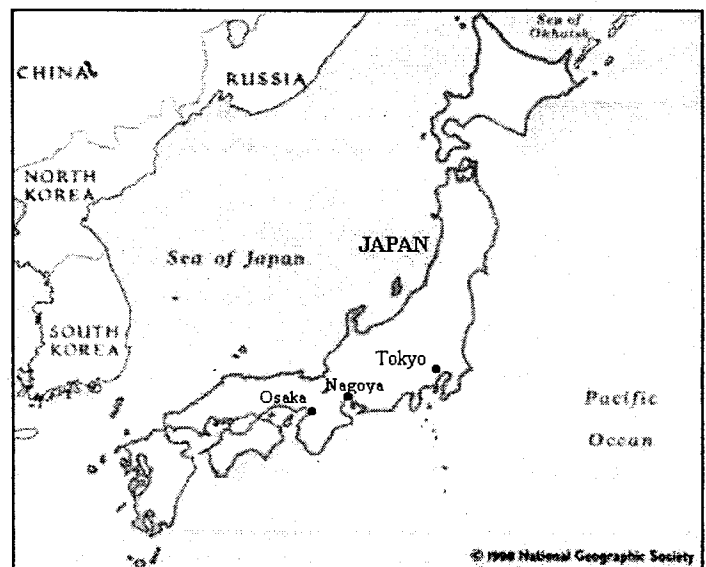 Sea of
Okhotsk
CHINA
RUSSIA
NORTH
KOREA
JAPAN
Sea of Japan
SOUTH
KOREA
Tokyo
Nagoya
Osaka
Pacific
Ocean
© 1998 National Geographic Society